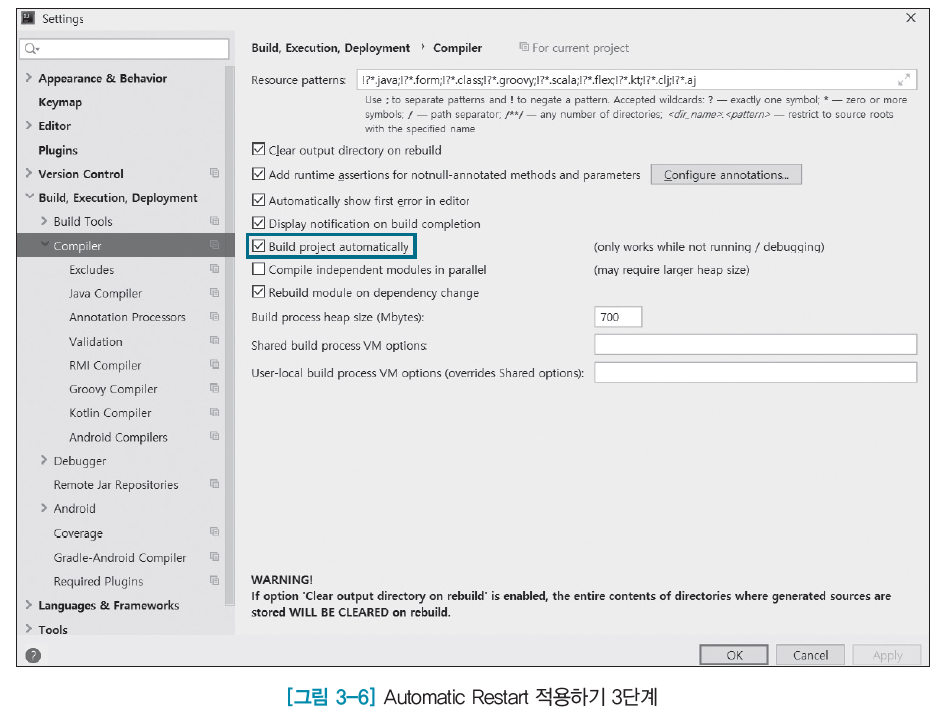 Settings
Build, Execution, Deployment › Compiler For current project
Appearance & Behavior
Keymap
Editor
Plugins
Version Control
Build, Execution, Deployment
Build Tools
Compiler
Excludes
Java Compiler
Annotation Processors
Validation
RMI Compiler
Groovy Compiler
Kotlin Compiler
Android Compilers
Debugger
Remote Jar Repositories
Android
Coverage
Gradle-Android Compiler
Required Plugins
Languages & Frameworks
Tools
Resource patterns: !?*.java;!?*.form;!?*.class;!?*.groovy;!?*.scala;!?*.flex;!?*.kt;!?*.clj;!?*.aj
Use ; to separate patterns and ! to negate a pattern. Accepted wildcards: ? — exactly one symbol; * — zero or more
symbols; / — path separator; /**/ — any number of directories; <dir_name>:<pattern> — restrict to source roots
with the specified name
Clear output directory on rebuild
Add runtime assertions for notnull-annotated methods and parameters Configure annotations...
Automatically show first error in editor
Display notification on build completion
Build project automatically (only works while not running / debugging)
Compile independent modules in parallel (may require larger heap size)
Rebuild module on dependency change
Build process heap size (Mbytes): 700
Shared build process VM options:
User-local build process VM options (overrides Shared options):
WARNING!
If option 'Clear output directory on rebuild' is enabled, the entire contents of directories where generated sources are
stored WILL BE CLEARED on rebuild.
? OK Cancel Apply
[그림 3-6] Automatic Restart 적용하기 3단계